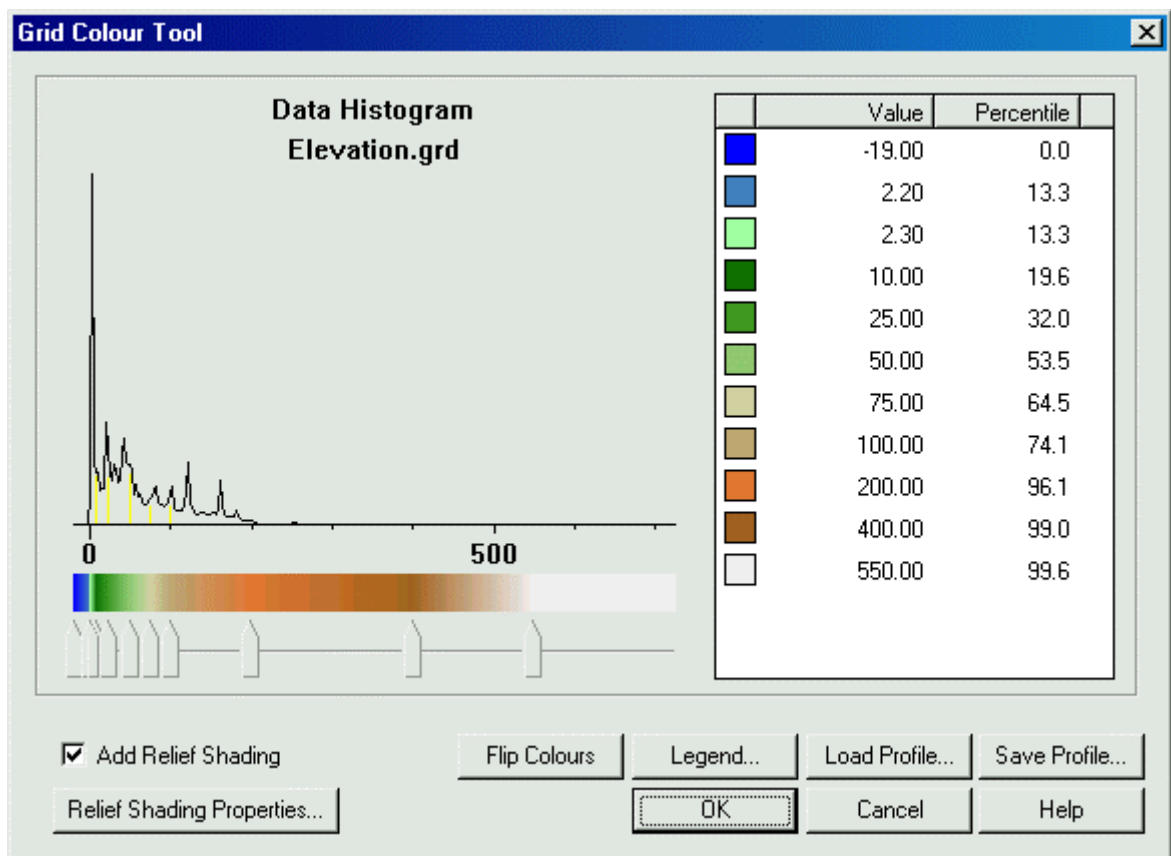 Grid Colour Tool
Data Histogram
Elevation.grd
0 500
Value Percentile
-19.00 0.0
2.20 13.3
2.30 13.3
10.00 19.6
25.00 32.0
50.00 53.5
75.00 64.5
100.00 74.1
200.00 96.1
400.00 99.0
550.00 99.6
Add Relief Shading
Flip Colours Legend... Load Profile... Save Profile...
Relief Shading Properties... OK Cancel Help